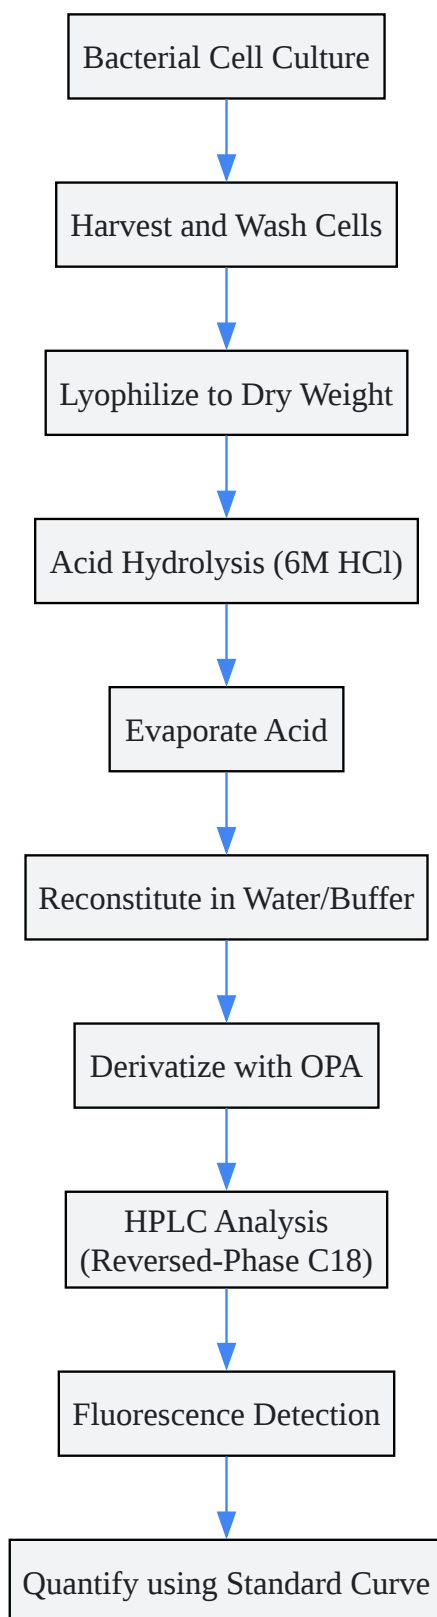 Bacterial Cell Culture
Harvest and Wash Cells
Lyophilize to Dry Weight
Acid Hydrolysis (6M HCl)
Evaporate Acid
Reconstitute in Water/Buffer
Derivatize with OPA
HPLC Analysis
(Reversed-Phase C18)
Fluorescence Detection
Quantify using Standard Curve